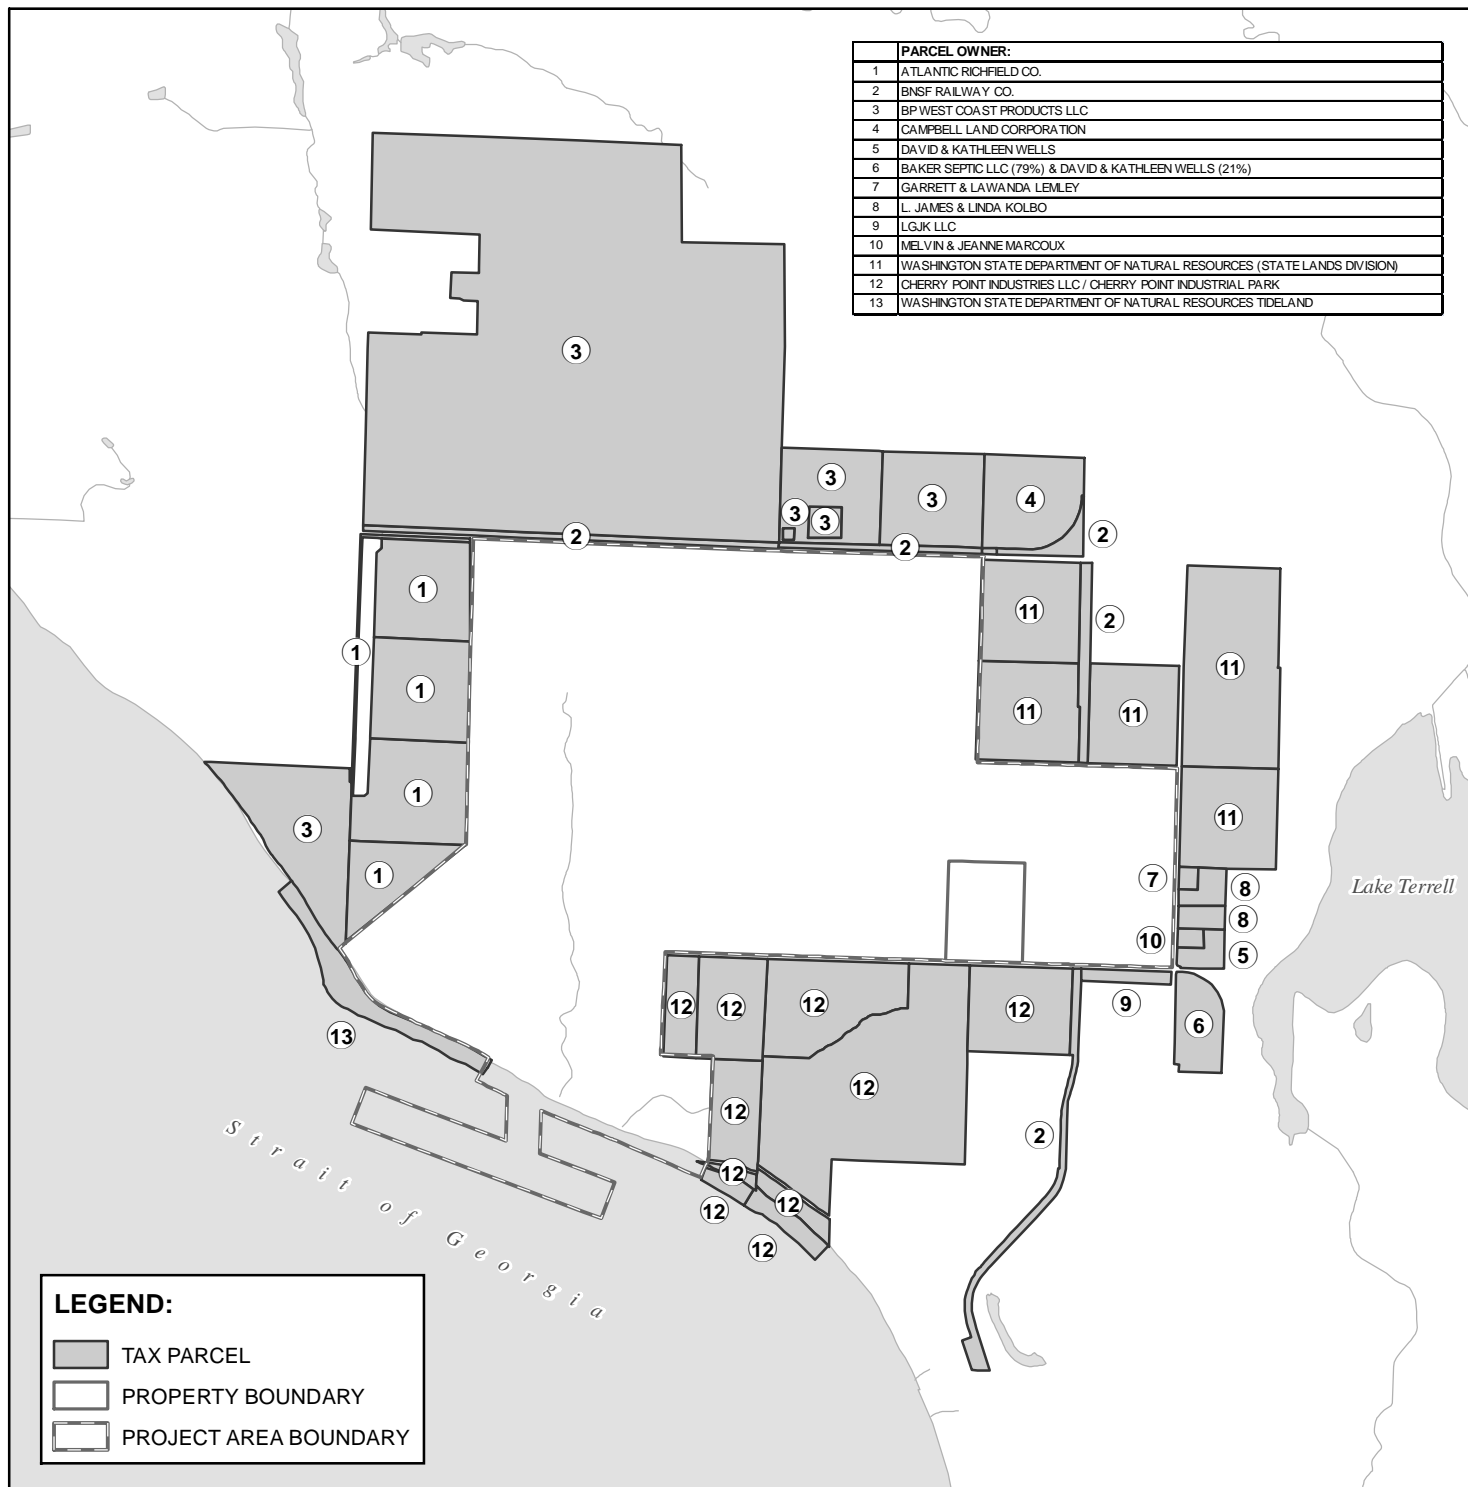 PARCEL OWNER:
1 ATLANTIC RICHFIELD CO.
2 BNSF RAILWAY CO.
3 BP WEST COAST PRODUCTS LLC
4 CAMPBELL LAND CORPORATION
5 DAVID & KATHLEEN WELLS
6 BAKER SEPTIC LLC (79%) & DAVID & KATHLEEN WELLS (21%)
7 GARRETT & LAWANDA LEMLEY
8 L. JAMES & LINDA KOLBO
9 LGJK LLC
10 MELVIN & JEANNE MARCOUX
11 WASHINGTON STATE DEPARTMENT OF NATURAL RESOURCES (STATE LANDS DIVISION)
12 CHERRY POINT INDUSTRIES LLC / CHERRY POINT INDUSTRIAL PARK
13 WASHINGTON STATE DEPARTMENT OF NATURAL RESOURCES TIDELAND
3
3
3
4
3
3
2
2
2
1
11
2
1
11
1
11
11
1
11
3
1
7
8
Lake Terrell
8
10
5
12
12
12
12
9
6
13
12
12
2
12
12
12
12
Strait of Georgia
LEGEND:
TAX PARCEL
PROPERTY BOUNDARY
PROJECT AREA BOUNDARY